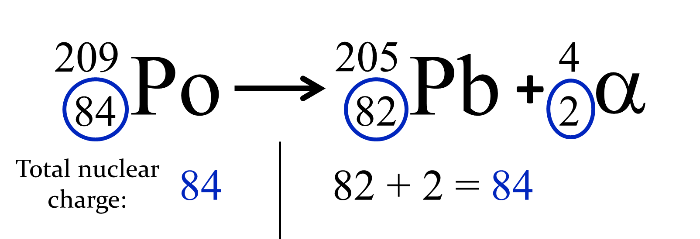 209 84 Po → 205 82 Pb + 4 2 α
Total nuclear charge: 84
82 + 2 = 84